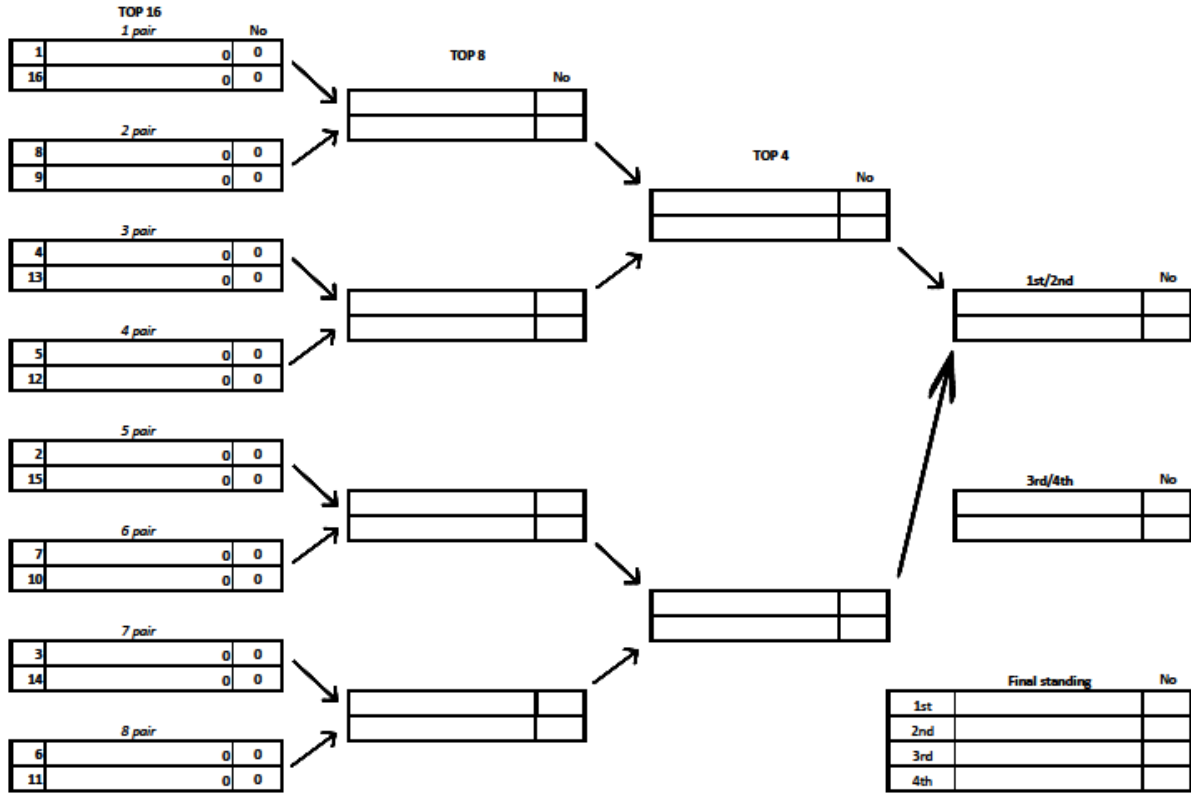 TOP 16
1 pair No
1 0 0
16 0 0
2 pair
8 0 0
9 0 0
3 pair
4 0 0
13 0 0
4 pair
5 0 0
12 0 0
5 pair
2 0 0
15 0 0
6 pair
7 0 0
10 0 0
7 pair
3 0 0
14 0 0
8 pair
6 0 0
11 0 0
TOP 8
No
TOP 4
No
1st/2nd No
3rd/4th No
Final standing No
1st
2nd
3rd
4th